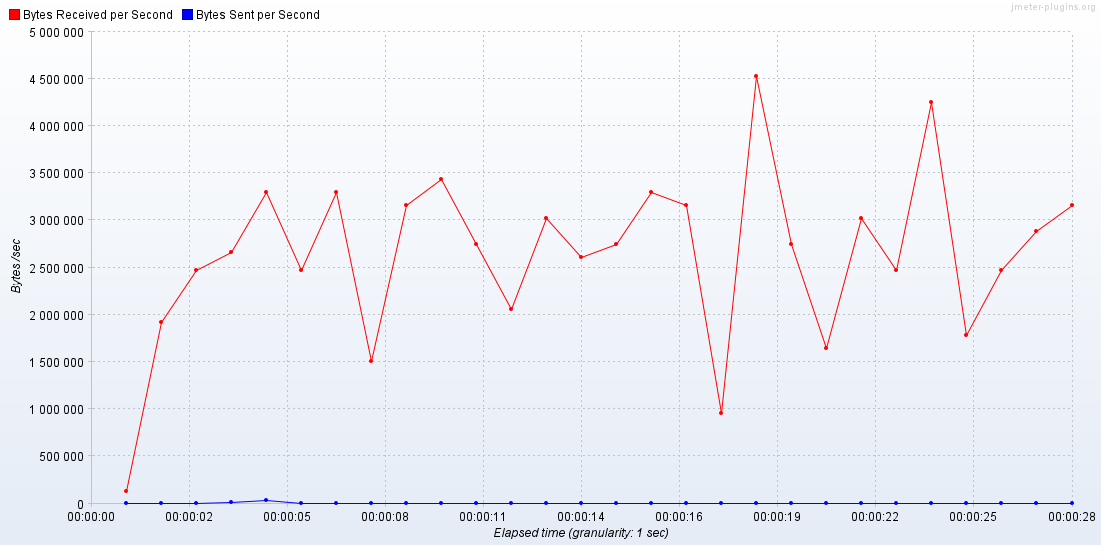 jmeter-plugins.org
Bytes Received per Second Bytes Sent per Second
5 000 000
4 500 000
4 000 000
3 500 000
3 000 000
2 500 000
2 000 000
1 500 000
1 000 000
500 000
0
Bytes /sec
00:00:00 00:00:02 00:00:05 00:00:08 00:00:11 00:00:14 00:00:16 00:00:19 00:00:22 00:00:25 00:00:28
Elapsed time (granularity: 1 sec)